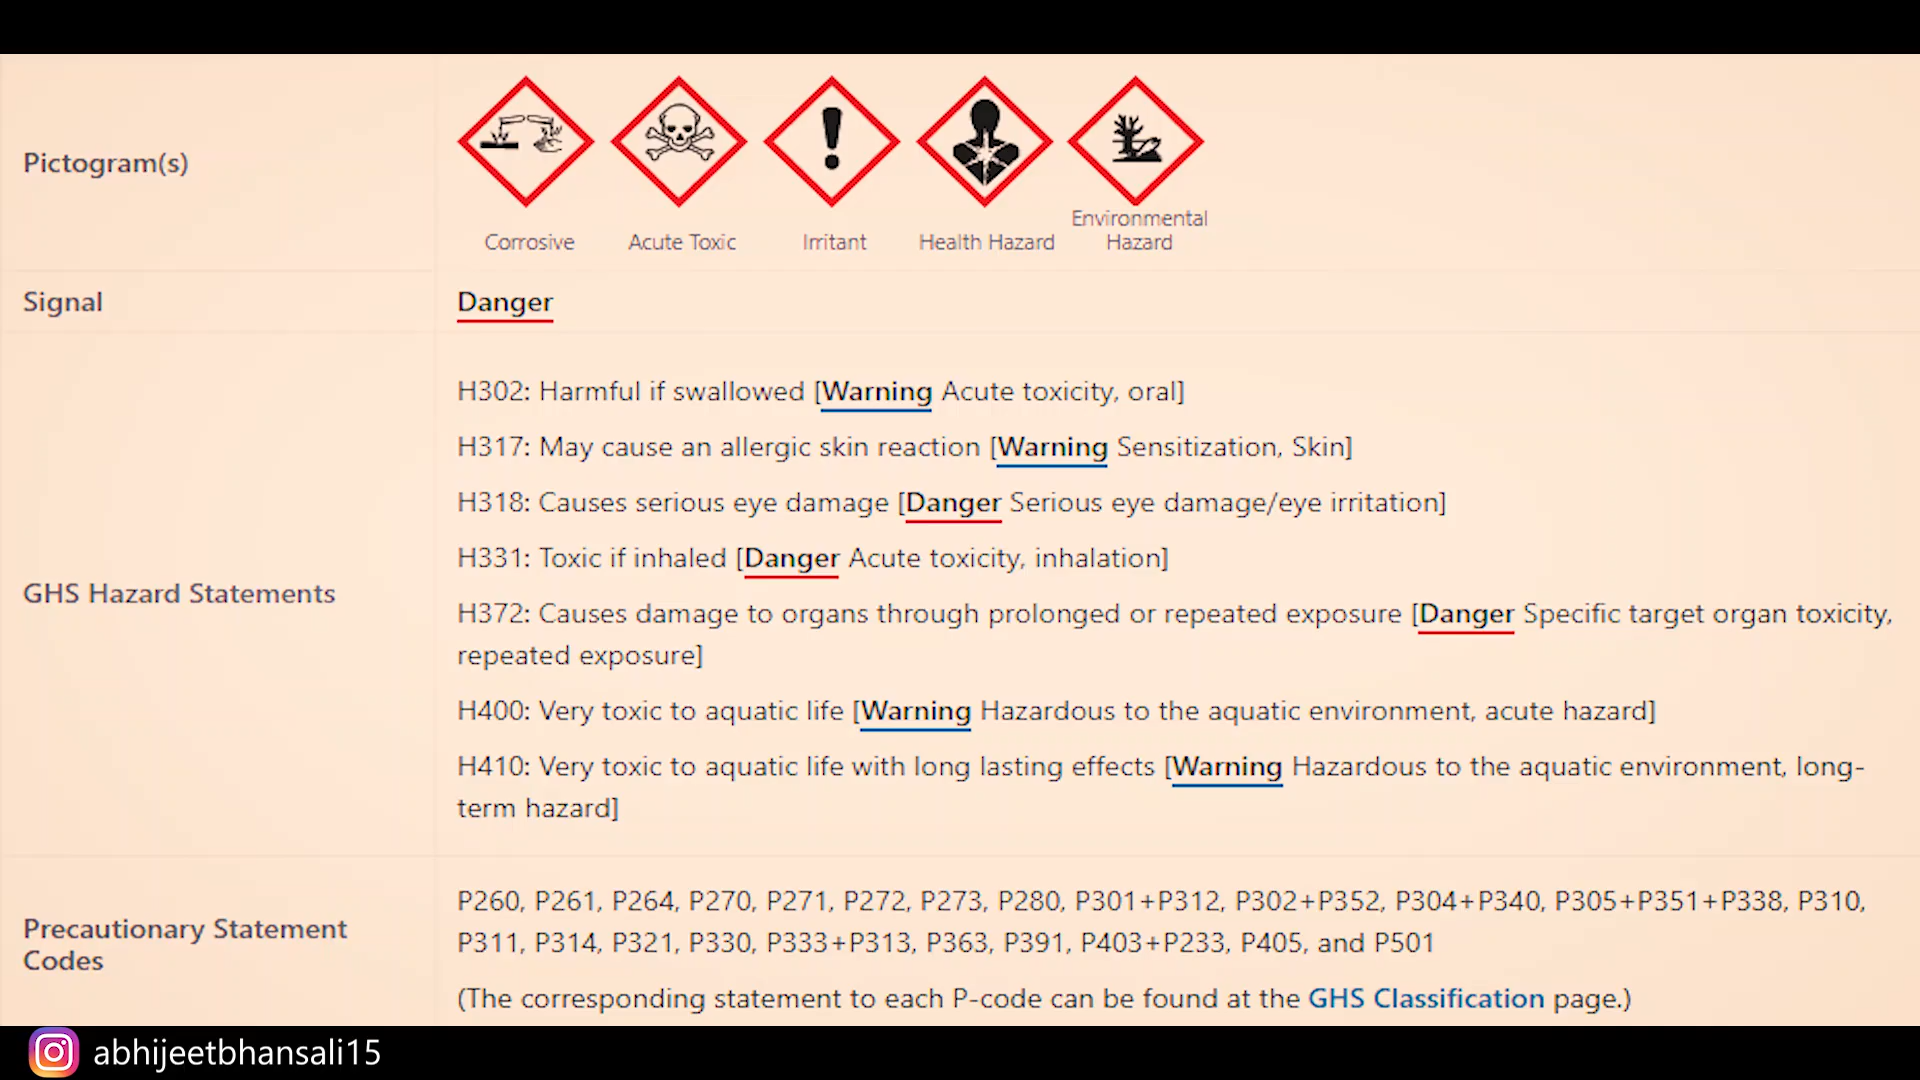 Pictogram(s)
Corrosive
Acute Toxic
Irritant
Health Hazard
Environmental
Hazard
Signal
Danger
GHS Hazard Statements
H302: Harmful if swallowed [Warning Acute toxicity, oral]
H317: May cause an allergic skin reaction [Warning Sensitization, Skin]
H318: Causes serious eye damage [Danger Serious eye damage/eye irritation]
H331: Toxic if inhaled [Danger Acute toxicity, inhalation]
H372: Causes damage to organs through prolonged or repeated exposure [Danger Specific target organ toxicity,
repeated exposure]
H400: Very toxic to aquatic life [Warning Hazardous to the aquatic environment, acute hazard]
H410: Very toxic to aquatic life with long lasting effects [Warning Hazardous to the aquatic environment, long-
term hazard]
Precautionary Statement
Codes
P260, P261, P264, P270, P271, P272, P273, P280, P301+P312, P302+P352, P304+P340, P305+P351+P338, P310,
P311, P314, P321, P330, P333+P313, P363, P391, P403+P233, P405, and P501
(The corresponding statement to each P-code can be found at the GHS Classification page.)
abhijeetbhansali15